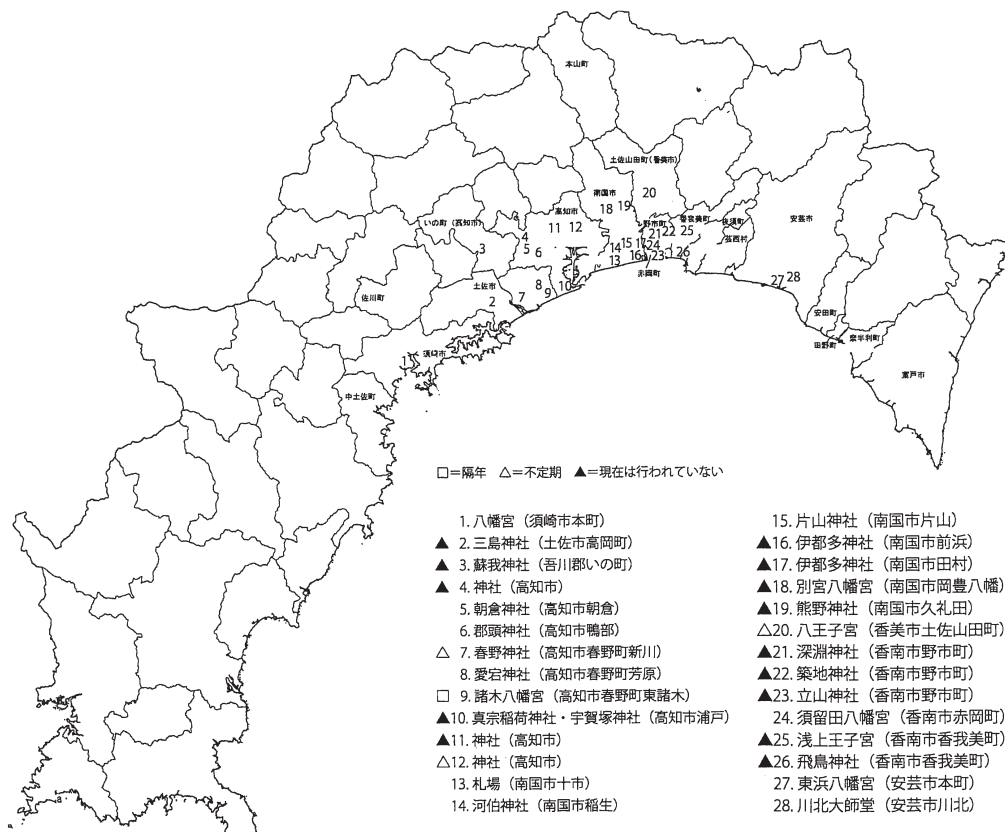 本山町
土佐山田町(香美市)
南国市
20
18 19
高知市
11 12
野市町
21 22
香我美町
25
夜須町
芸西村
安芸市
いの町(高知市)
3
4
5 6
14 15 17 24
13 16 23 26
赤岡町
土佐市
2
8
7 9 10
佐川町
27 28
安田町
田野町
奈半利町
室戸市
1
須崎市
中土佐町
□=隔年 △=不定期 ▲=現在は行われていない
1. 八幡宮(須崎市本町)
▲ 2. 三島神社(土佐市高岡町)
▲ 3. 蘇我神社(吾川郡いの町)
▲ 4. 神社(高知市)
5. 朝倉神社(高知市朝倉)
6. 郡頭神社(高知市鴨部)
△ 7. 春野神社(高知市春野町新川)
8. 愛宕神社(高知市春野町芳原)
□ 9. 諸木八幡宮(高知市春野町東諸木)
▲10. 真宗稲荷神社・宇賀塚神社(高知市浦戸)
▲11. 神社(高知市)
△12. 神社(高知市)
13. 札場(南国市十市)
14. 河伯神社(南国市稲生)
15. 片山神社(南国市片山)
▲16. 伊都多神社(南国市前浜)
▲17. 伊都多神社(南国市田村)
▲18. 別宮八幡宮(南国市岡豊八幡)
▲19. 熊野神社(南国市久礼田)
△20. 八王子宮(香美市土佐山田町)
▲21. 深淵神社(香南市野市町)
▲22. 築地神社(香南市野市町)
▲23. 立山神社(香南市野市町)
24. 須留田八幡宮(香南市赤岡町)
▲25. 浅上王子宮(香南市香我美町)
▲26. 飛鳥神社(香南市香我美町)
27. 東浜八幡宮(安芸市本町)
28. 川北大師堂(安芸市川北)